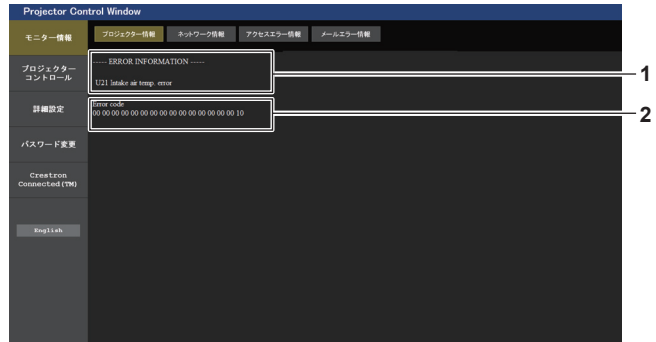 Projector Control Window
モニター情報
プロジェクター情報 ネットワーク情報 アクセスエラー情報 メールエラー情報
プロジェクター
コントロール
詳細設定
パスワード変更
Crestron
Connected(TM)
English
----- ERROR INFORMATION -----
U21 Intake air temp. error
Error code
00 00 00 00 00 00 00 00 00 00 00 00 00 00 00 10
1
2